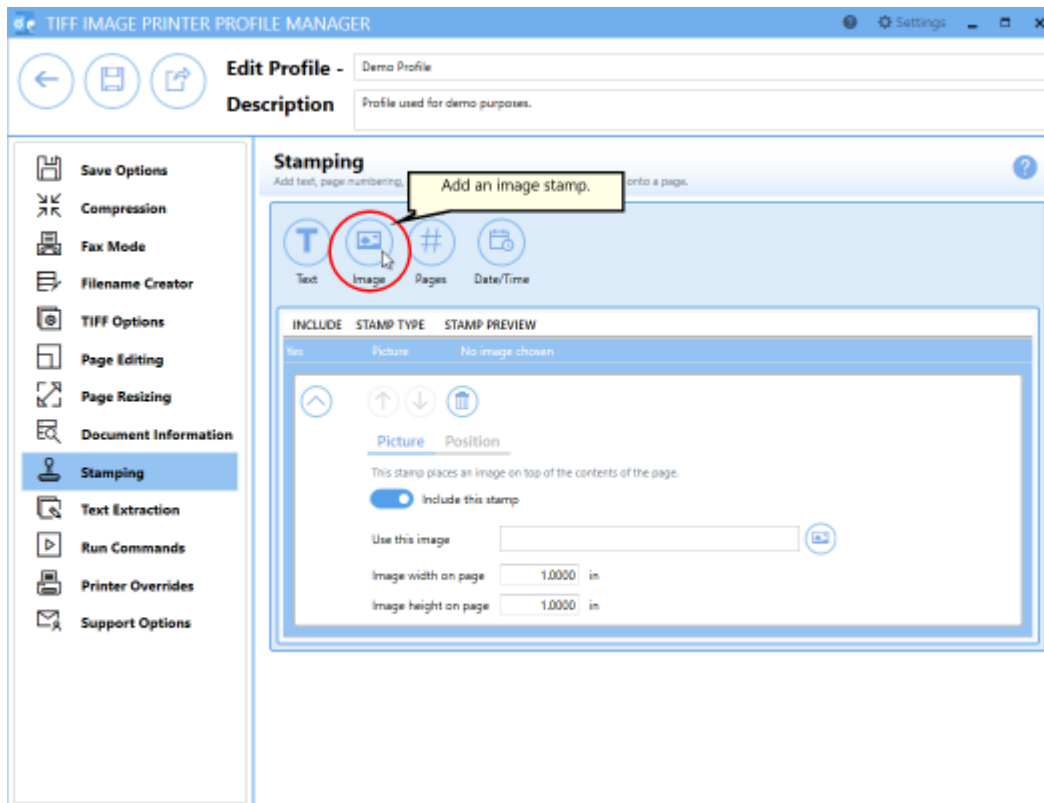 TIFF IMAGE PRINTER PROFILE MANAGER
Settings
Edit Profile -
Demo Profile
Description
Profile used for demo purposes.
Save Options
Compression
Fax Mode
Filename Creator
TIFF Options
Page Editing
Page Resizing
Document Information
Stamping
Text Extraction
Run Commands
Printer Overrides
Support Options
Stamping
Add text, page numbering,
onto a page.
Add an image stamp.
Text
Image
Pages
Date/Time
INCLUDE STAMP TYPE STAMP PREVIEW
Yes Picture No image chosen
Picture Position
This stamp places an image on top of the contents of the page.
Include this stamp
Use this image
Image width on page 1.0000 in
Image height on page 1.0000 in